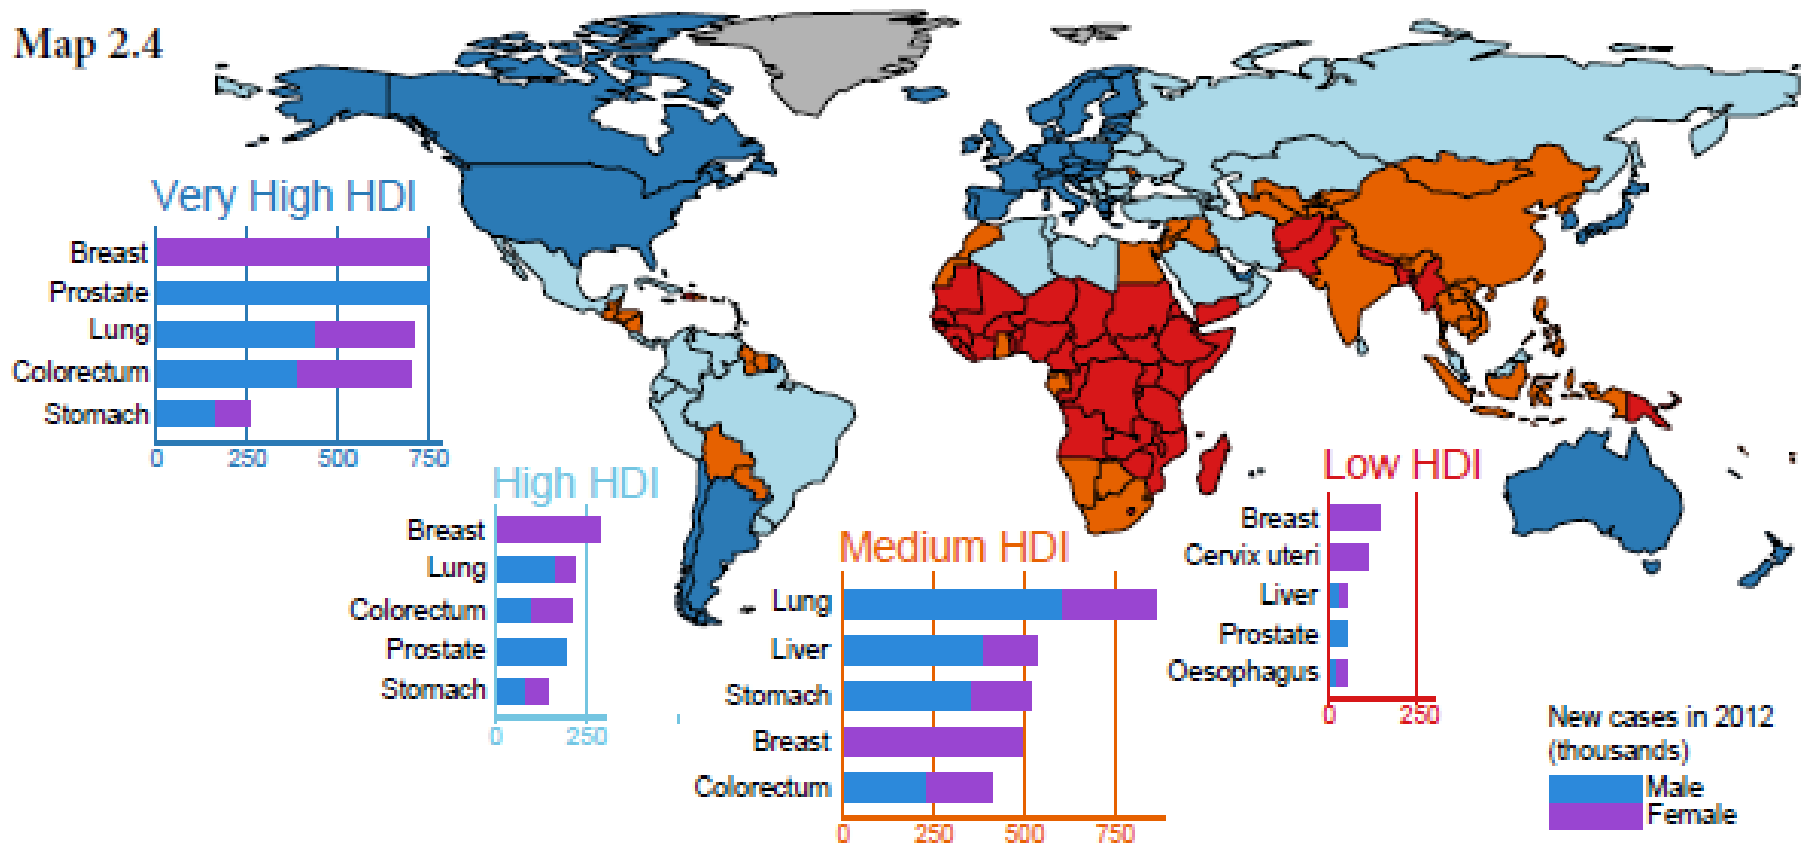 Map 2.4
Very High HDI
Breast
Prostate
Lung
Colorectum
Stomach
0 250 500 750
High HDI
Breast
Lung
Colorectum
Prostate
Stomach
0 250
Medium HDI
Lung
Liver
Stomach
Breast
Colorectum
0 250 500 750
Low HDI
Breast
Cervix uteri
Liver
Prostate
Oesophagus
0 250
New cases in 2012
(thousands)
Male
Female